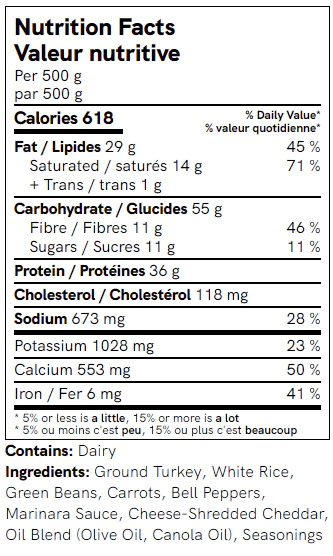 Nutrition Facts
Valeur nutritive
Per 500 g
par 500 g
Calories 618
% Daily Value*
% valeur quotidienne*
Fat / Lipides 29 g 45 %
Saturated / saturés 14 g 71 %
+ Trans / trans 1 g
Carbohydrate / Glucides 55 g
Fibre / Fibres 11 g 46 %
Sugars / Sucres 11 g 11 %
Protein / Protéines 36 g
Cholesterol / Cholestérol 118 mg
Sodium 673 mg 28 %
Potassium 1028 mg 23 %
Calcium 553 mg 50 %
Iron / Fer 6 mg 41 %
* 5% or less is a little, 15% or more is a lot
* 5% ou moins c'est peu, 15% ou plus c'est beaucoup
Contains: Dairy
Ingredients: Ground Turkey, White Rice,
Green Beans, Carrots, Bell Peppers,
Marinara Sauce, Cheese-Shredded Cheddar,
Oil Blend (Olive Oil, Canola Oil), Seasonings